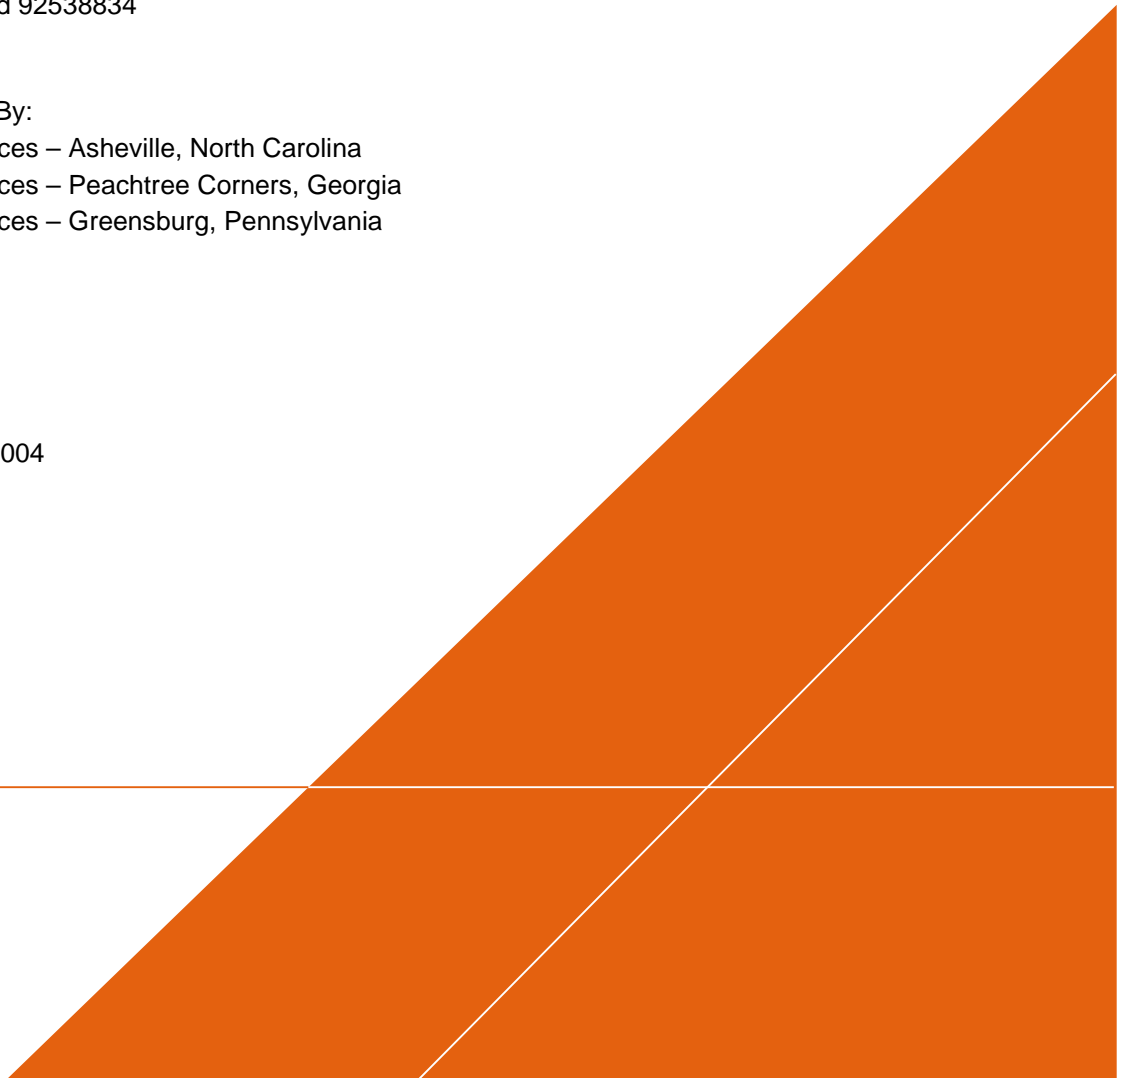 d 92538834
By:
ces – Asheville, North Carolina
ces – Peachtree Corners, Georgia
ces – Greensburg, Pennsylvania
004